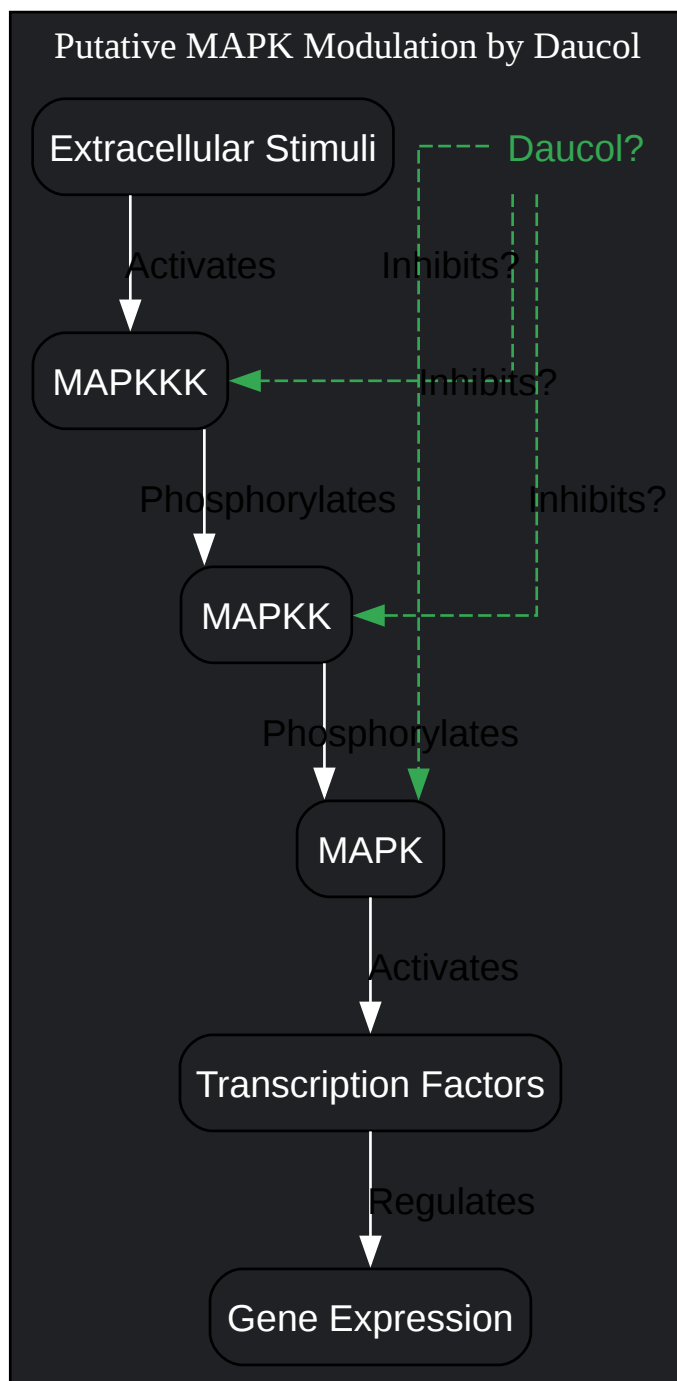 Putative MAPK Modulation by Daucol
Extracellular Stimuli
Daucol?
Activates
Inhibits?
MAPKKK
Inhibits?
Phosphorylates
Inhibits?
MAPKK
Phosphorylates
MAPK
Activates
Transcription Factors
Regulates
Gene Expression